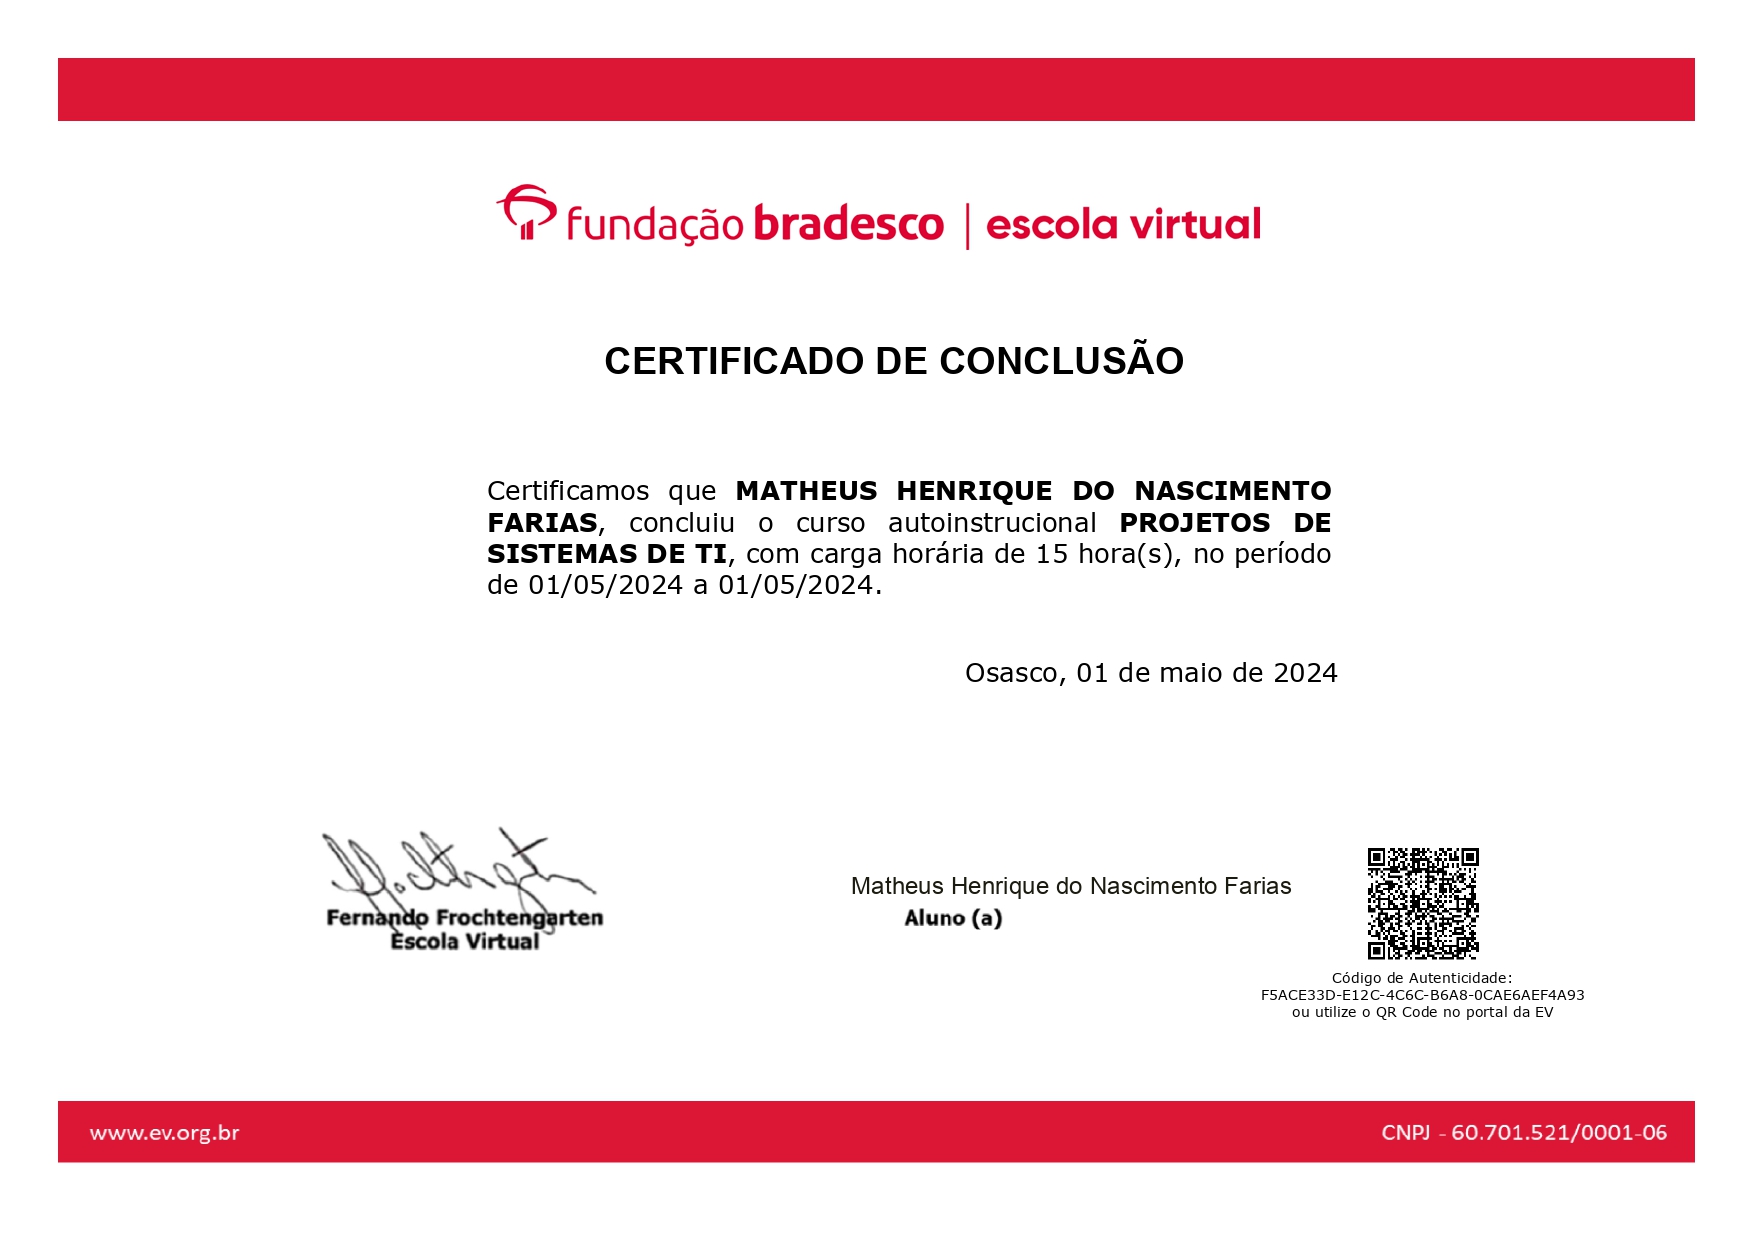 fundação bradesco | escola virtual
CERTIFICADO DE CONCLUSÃO
Certificamos que MATHEUS HENRIQUE DO NASCIMENTO
FARIAS, concluiu o curso autoinstrucional PROJETOS DE
SISTEMAS DE TI, com carga horária de 15 hora(s), no período
de 01/05/2024 a 01/05/2024.
Osasco, 01 de maio de 2024
Fernando Frochtengarten
Escola Virtual
Matheus Henrique do Nascimento Farias
Aluno (a)
Código de Autenticidade:
F5ACE33D-E12C-4C6C-B6A8-0CAE6AEF4A93
ou utilize o QR Code no portal da EV
www.ev.org.br
CNPJ - 60.701.521/0001-06